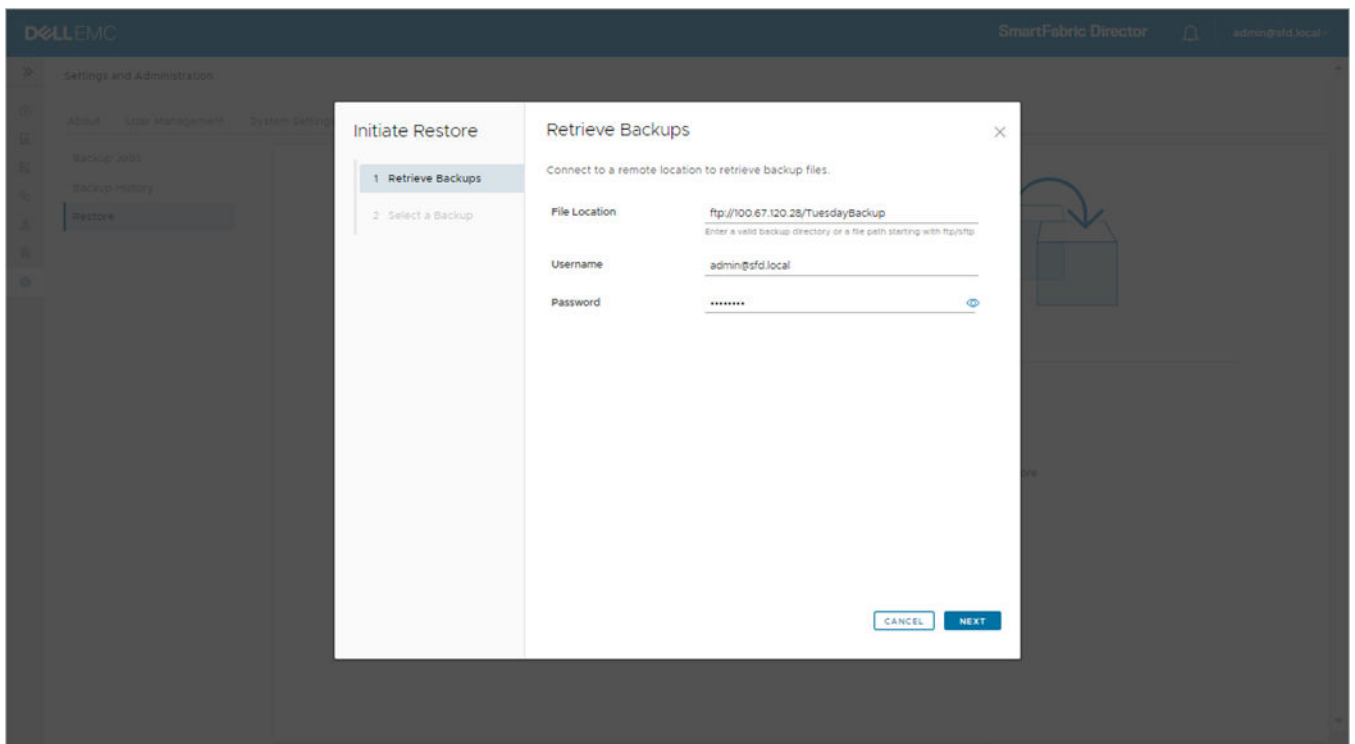 DELLEMC
SmartFabric Director
admin@sfd.local
Settings and Administration
About User Management System Settings
Backup Jobs
Backup History
Restore
Initiate Restore
1 Retrieve Backups
2 Select a Backup
Retrieve Backups
Connect to a remote location to retrieve backup files.
File Location ftp://100.67.120.28/TuesdayBackup
Enter a valid backup directory or a file path starting with ftp/sftp
Username admin@sfd.local
Password ••••••••
CANCEL NEXT